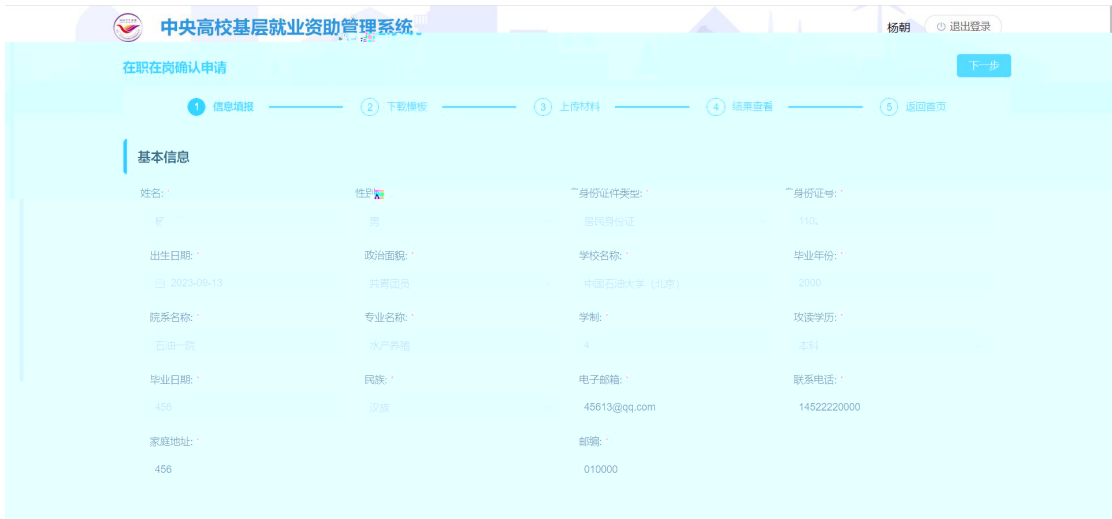 中央高校基层就业资助管理系统
杨朝 退出登录
在职在岗确认申请 下一步
1 信息填报 2 下载模板 3 上传材料 4 结果查看 5 返回首页
基本信息
姓名: * 性别 身份证件类型: * 身份证号: *
男 居民身份证 110
出生日期: * 政治面貌: * 学校名称: * 毕业年份: *
2023-09-13 共青团员 中国石油大学（北京） 2000
院系名称: * 专业名称: * 学制: * 攻读学历: *
石油一院 水产养殖 4 本科
毕业日期: * 民族: * 电子邮箱: * 联系电话: *
456 汉族 45613@qq.com 14522220000
家庭地址: * 邮编: *
456 010000